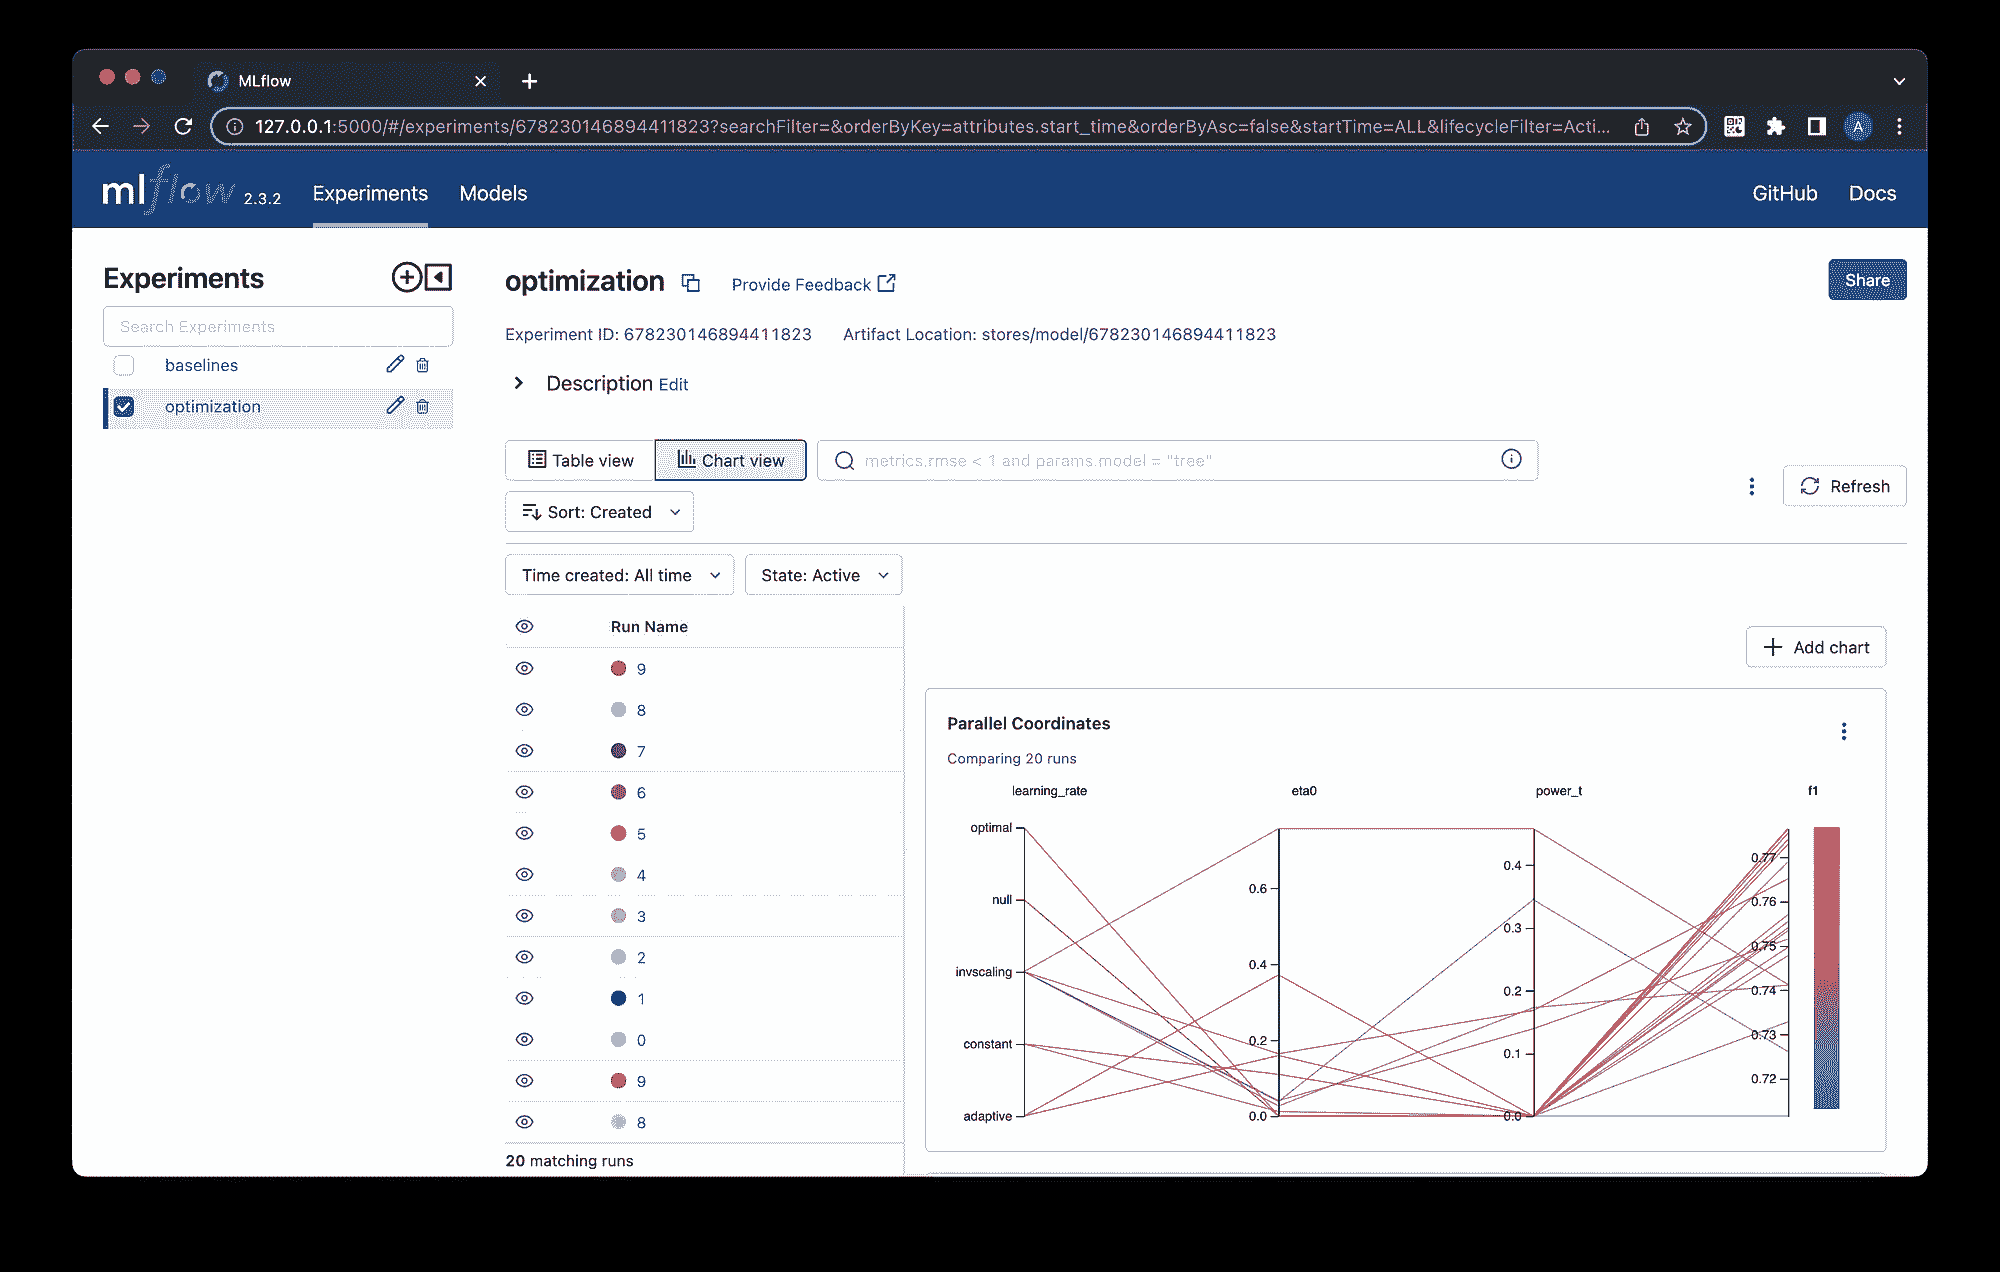 MLflow
127.0.0.1:5000/#/experiments/678230146894411823?searchFilter=&orderByKey=attributes.start_time&orderByAsc=false&startTime=ALL&lifecycleFilter=Acti...
A
mlflow 2.3.2 Experiments Models GitHub Docs
Experiments
Search Experiments
baselines
optimization
optimization Provide Feedback Share
Experiment ID: 678230146894411823 Artifact Location: stores/model/678230146894411823
Description Edit
Table view Chart view metrics.rmse < 1 and params.model = "tree"
Refresh
Sort: Created
Time created: All time State: Active
Run Name
9
8
7
6
5
4
3
2
1
0
9
8
20 matching runs
Add chart
Parallel Coordinates
Comparing 20 runs
learning_rate eta0 power_t f1
optimal
null
invscaling
constant
adaptive
0.6
0.4
0.2
0.0
0.4
0.3
0.2
0.1
0.0
0.77
0.76
0.75
0.74
0.73
0.72